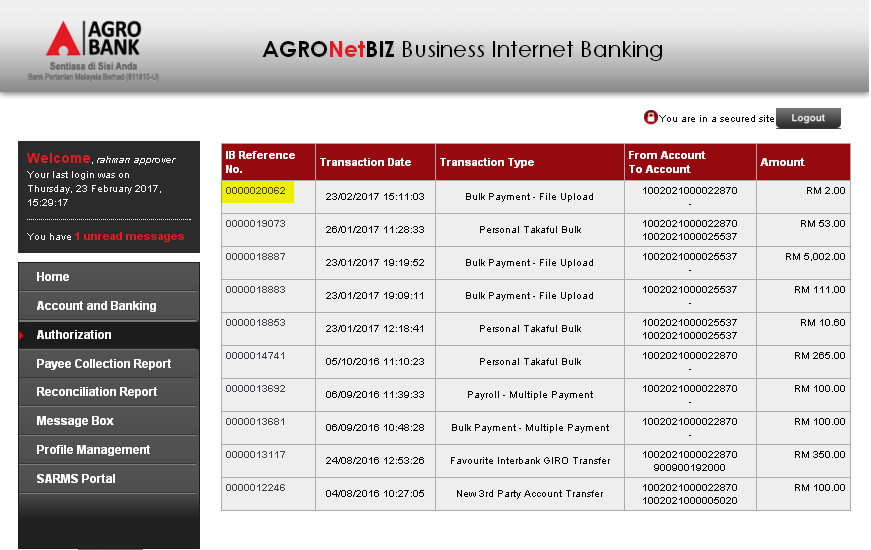 AGRO
BANK
Sentiasa di Sisi Anda
Bank Pertanian Malaysia Berhad (811810-U)
AGRONetBIZ Business Internet Banking
You are in a secured site Logout
Welcome, rahman approver
Your last login was on
Thursday, 23 February 2017,
15:29:17
You have 1 unread messages
Home
Account and Banking
Authorization
Payee Collection Report
Reconciliation Report
Message Box
Profile Management
SARMS Portal
IB Reference No. Transaction Date Transaction Type From Account To Account Amount
0000020062 23/02/2017 15:11:03 Bulk Payment - File Upload 1002021000022870 - RM 2.00
0000019073 26/01/2017 11:28:33 Personal Takaful Bulk 1002021000022870 1002021000025537 RM 53.00
0000018887 23/01/2017 19:19:52 Bulk Payment - File Upload 1002021000025537 - RM 5,002.00
0000018883 23/01/2017 19:09:11 Bulk Payment - File Upload 1002021000025537 - RM 111.00
0000018853 23/01/2017 12:18:41 Personal Takaful Bulk 1002021000025537 1002021000025537 RM 10.60
0000014741 05/10/2016 11:10:23 Personal Takaful Bulk 1002021000022870 - RM 265.00
0000013692 06/09/2016 11:39:33 Payroll - Multiple Payment 1002021000022870 - RM 100.00
0000013681 06/09/2016 10:48:28 Bulk Payment - Multiple Payment 1002021000022870 - RM 100.00
0000013117 24/08/2016 12:53:26 Favourite Interbank GIRO Transfer 1002021000022870 900900192000 RM 350.00
0000012246 04/08/2016 10:27:05 New 3rd Party Account Transfer 1002021000022870 1002021000005020 RM 100.00